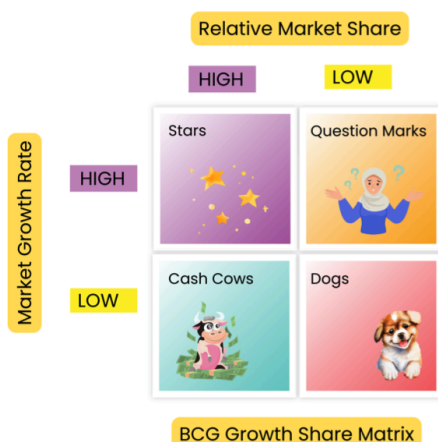 Relative Market Share
HIGH
LOW
Market Growth Rate
HIGH
Stars
Question Marks
LOW
Cash Cows
Dogs
BCG Growth Share Matrix